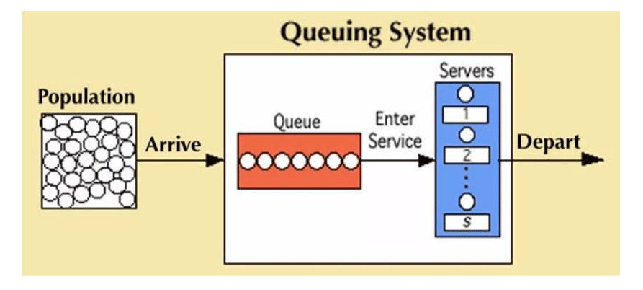 Queuing System
Population
Arrive
Queue
Enter
Service
Servers
1
2
s
Depart